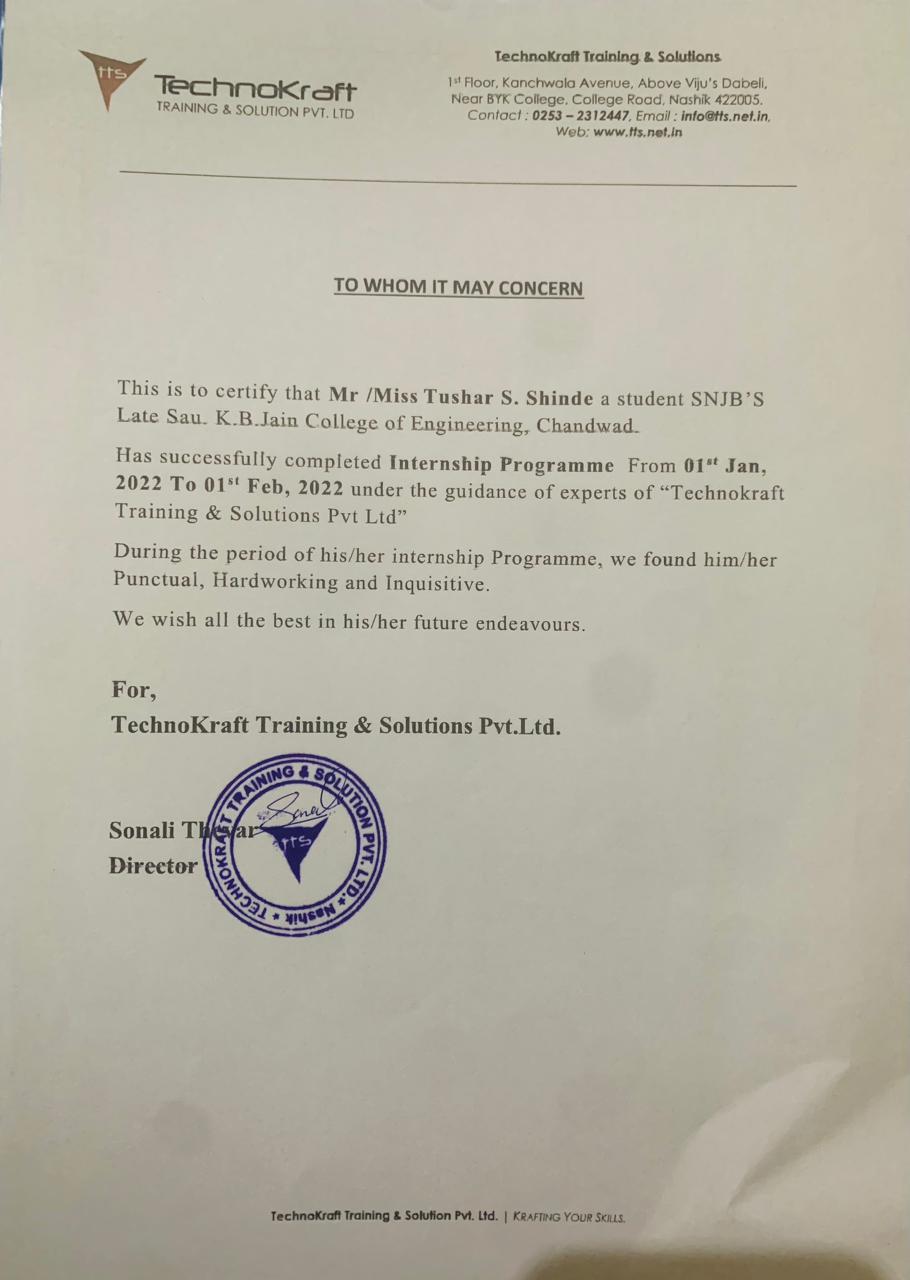 tts
TechnoKraft
TRAINING & SOLUTION PVT. LTD
TechnoKraft Training & Solutions
1st Floor, Kanchwala Avenue, Above Viju's Dabeli,
Near BYK College, College Road, Nashik 422005.
Contact : 0253 – 2312447, Email : info@tts.net.in,
Web: www.tts.net.in
TO WHOM IT MAY CONCERN
This is to certify that Mr /Miss Tushar S. Shinde a student SNJB'S
Late Sau. K.B.Jain College of Engineering, Chandwad.
Has successfully completed Internship Programme From 01st Jan,
2022 To 01st Feb, 2022 under the guidance of experts of “Technokraft
Training & Solutions Pvt Ltd”
During the period of his/her internship Programme, we found him/her
Punctual, Hardworking and Inquisitive.
We wish all the best in his/her future endeavours.
For,
TechnoKraft Training & Solutions Pvt.Ltd.
Sonali Thevar
Director
TECHNOKRAFT TRAINING & SOLUTION PVT. LTD. * Nashik *
tts
Sonal
TechnoKraft Training & Solution Pvt. Ltd. | KRAFTING YOUR SKILLS.